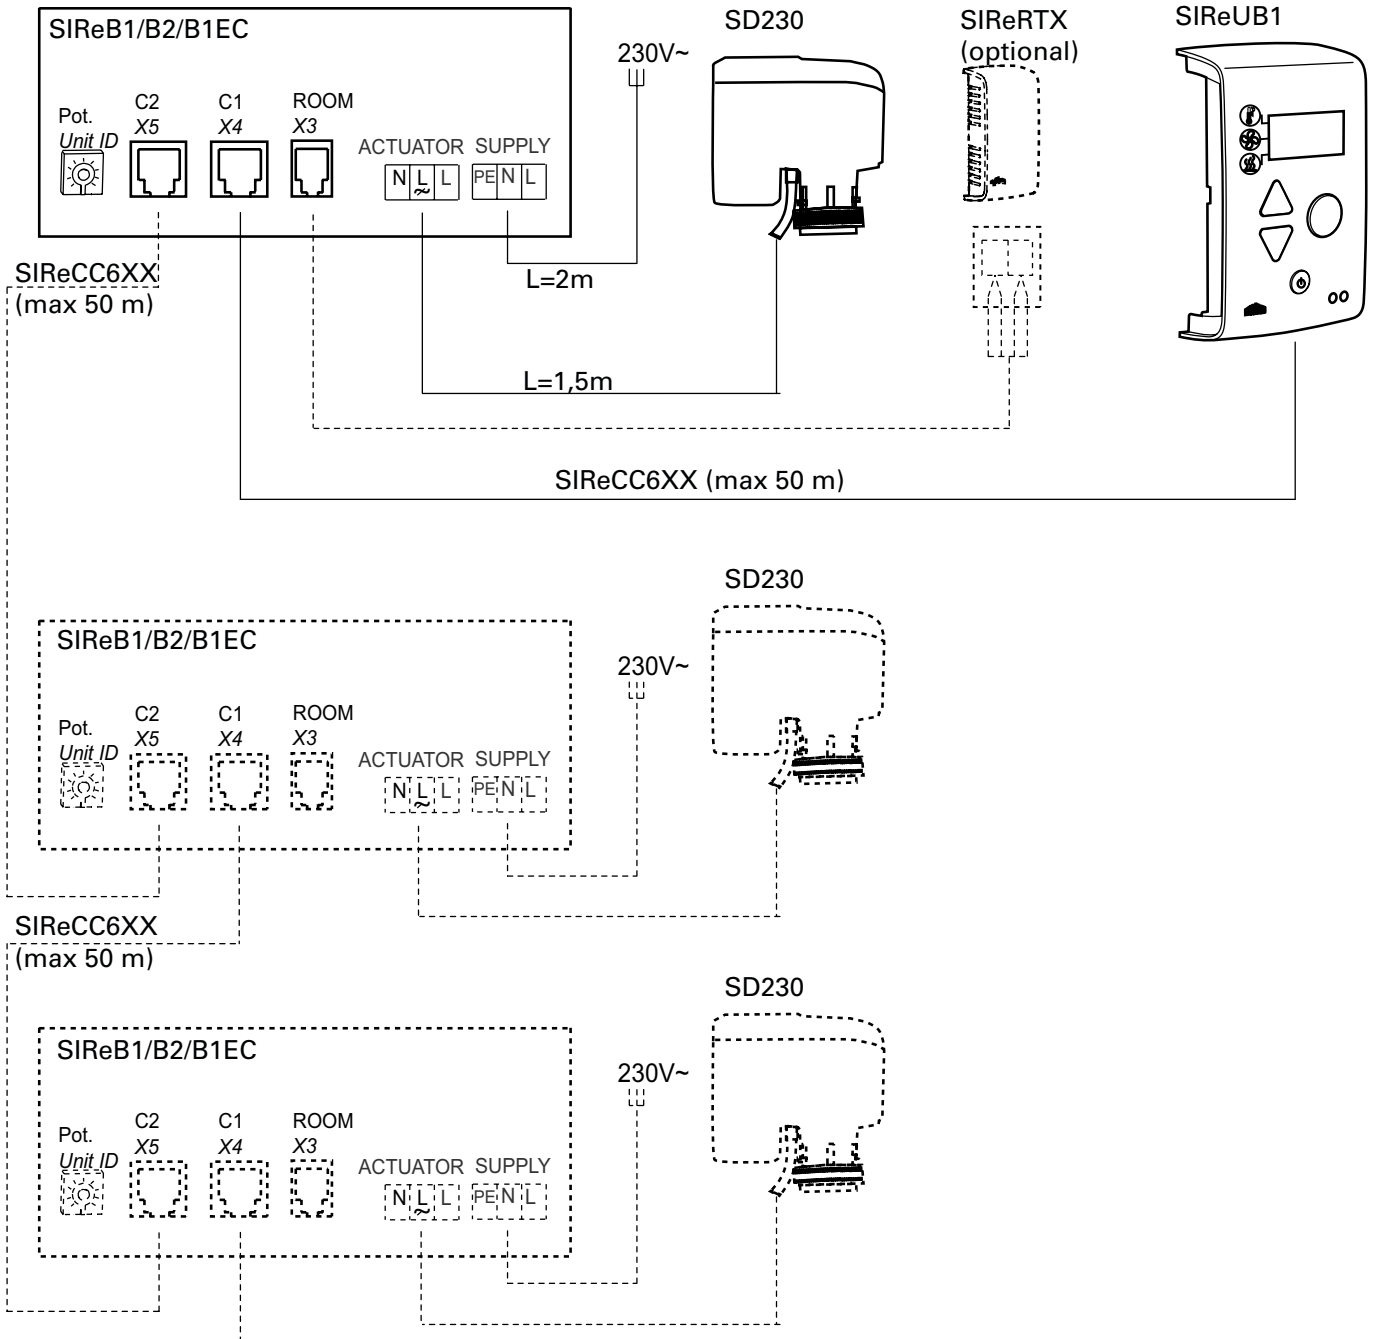 SIReB1/B2/B1EC
SD230
SIReRTX
(optional)
SIReUB1
230V~
Pot.
Unit ID
C2
X5
C1
X4
ROOM
X3
ACTUATOR SUPPLY
N L ~ L
PE N L
SIReCC6XX
(max 50 m)
L=2m
L=1,5m
SIReCC6XX (max 50 m)
SD230
SIReB1/B2/B1EC
230V~
Pot.
Unit ID
C2
X5
C1
X4
ROOM
X3
ACTUATOR SUPPLY
N L ~ L
PE N L
SIReCC6XX
(max 50 m)
SD230
SIReB1/B2/B1EC
230V~
Pot.
Unit ID
C2
X5
C1
X4
ROOM
X3
ACTUATOR SUPPLY
N L ~ L
PE N L